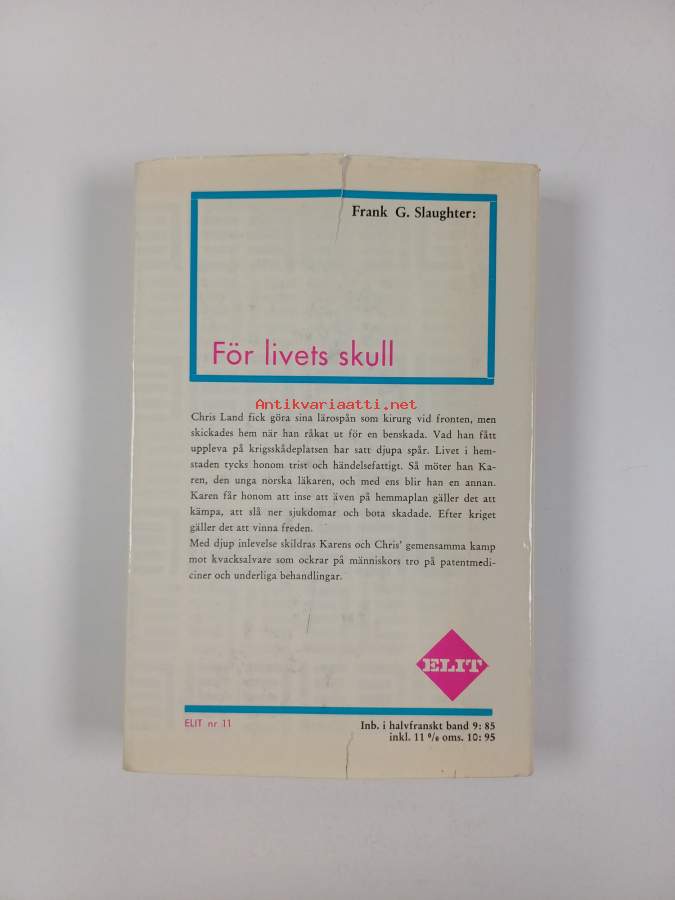 Frank G. Slaughter:
För livets skull
Antikvariaatti.net
Chris Land fick göra sina lärospån som kirurg vid fronten, men
skickades hem när han råkat ut för en benskada. Vad han fått
uppleva på krigsskådeplatsen har satt djupa spår. Livet i hem-
staden tycks honom trist och händelsefattigt. Så möter han Ka-
ren, den unga norska läkaren, och med ens blir han en annan.
Karen får honom att inse att även på hemmaplan gäller det att
kämpa, att slå ner sjukdomar och bota skadade. Efter kriget
gäller det att vinna freden.
Med djup inlevelse skildras Karens och Chris' gemensamma kamp
mot kvacksalvare som ockrar på människors tro på patentmedi-
ciner och underliga behandlingar.
ELIT
ELIT nr 11
Inb. i halvfranskt band 9: 85
inkl. 11 % oms. 10: 95